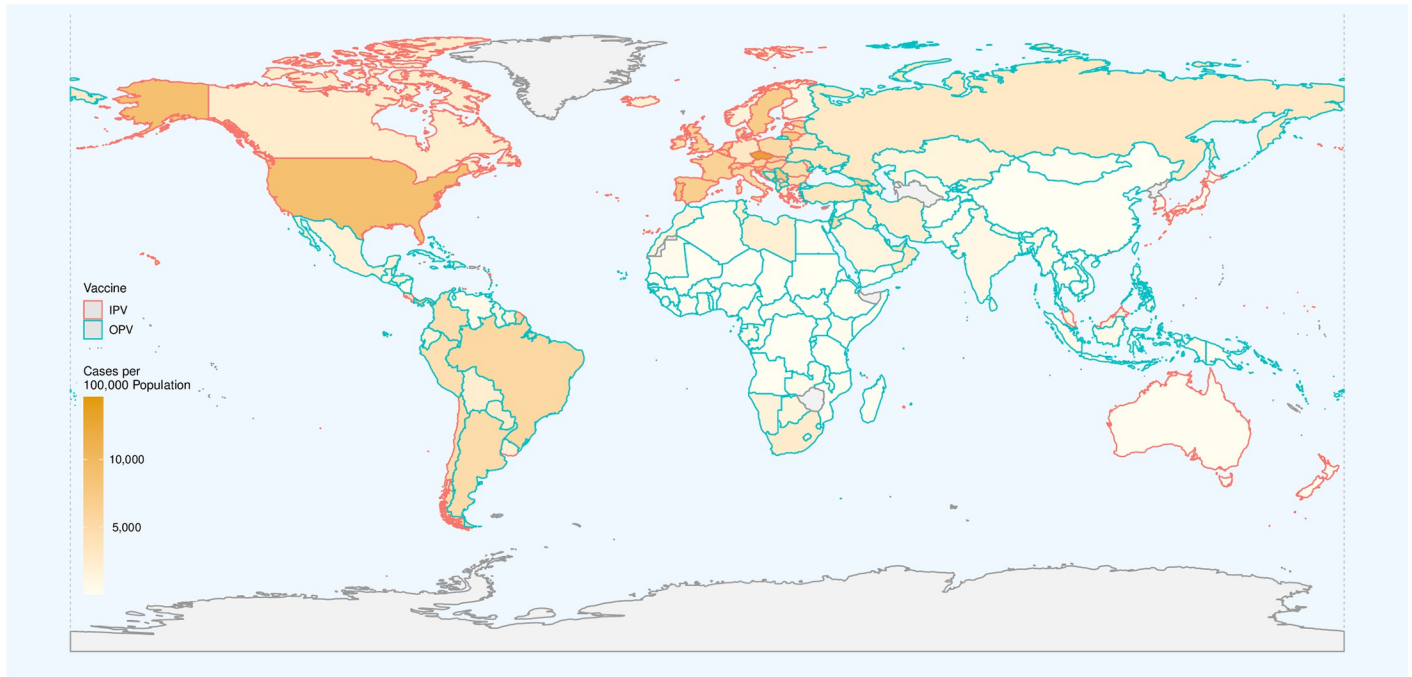 Vaccine
IPV
OPV
Cases per
100,000 Population
10,000
5,000